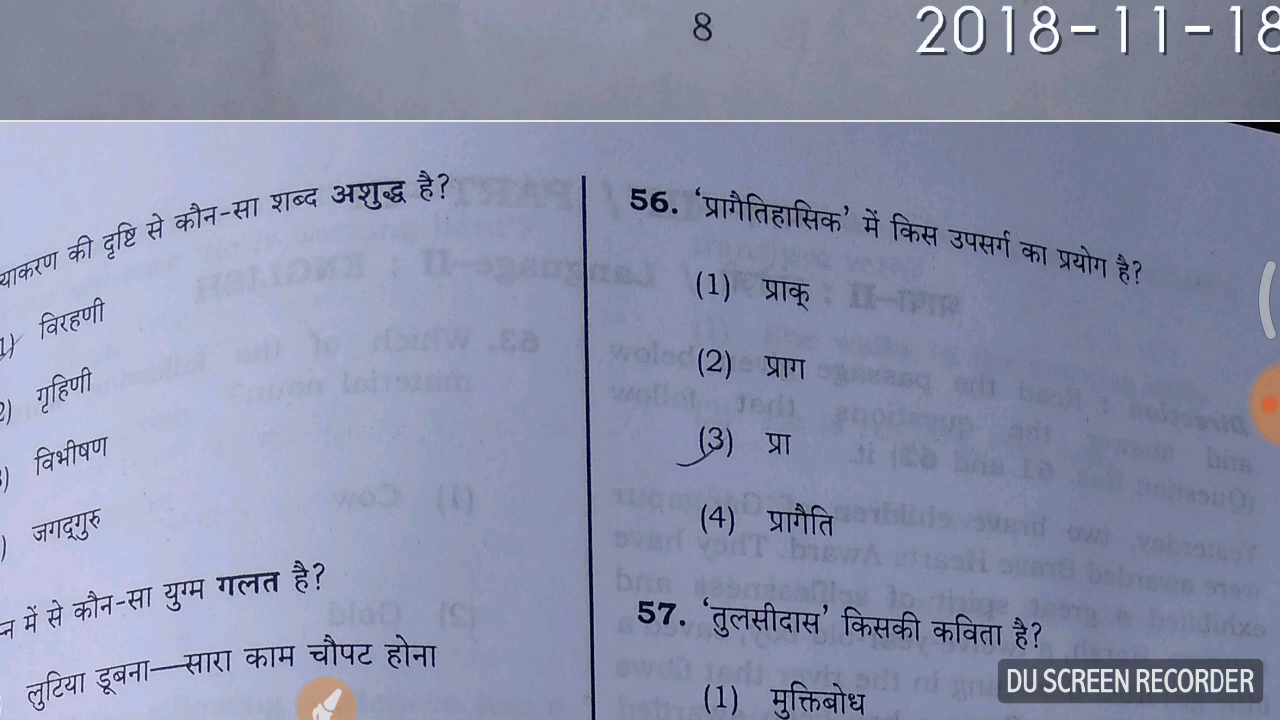 8
2018-11-18
याकरण की दृष्टि से कौन-सा शब्द अशुद्ध है?
1) विरहणी
2) गृहिणी
3) विभीषण
) जगद्‌गुरु
न में से कौन-सा युग्म गलत है?
लुटिया डूबना—सारा काम चौपट होना
56. ‘प्रागैतिहासिक’ में किस उपसर्ग का प्रयोग है?
(1) प्राक्
(2) प्राग
(3) प्रा
(4) प्रागैति
57. ‘तुलसीदास’ किसकी कविता है?
(1) मुक्तिबोध
DU SCREEN RECORDER